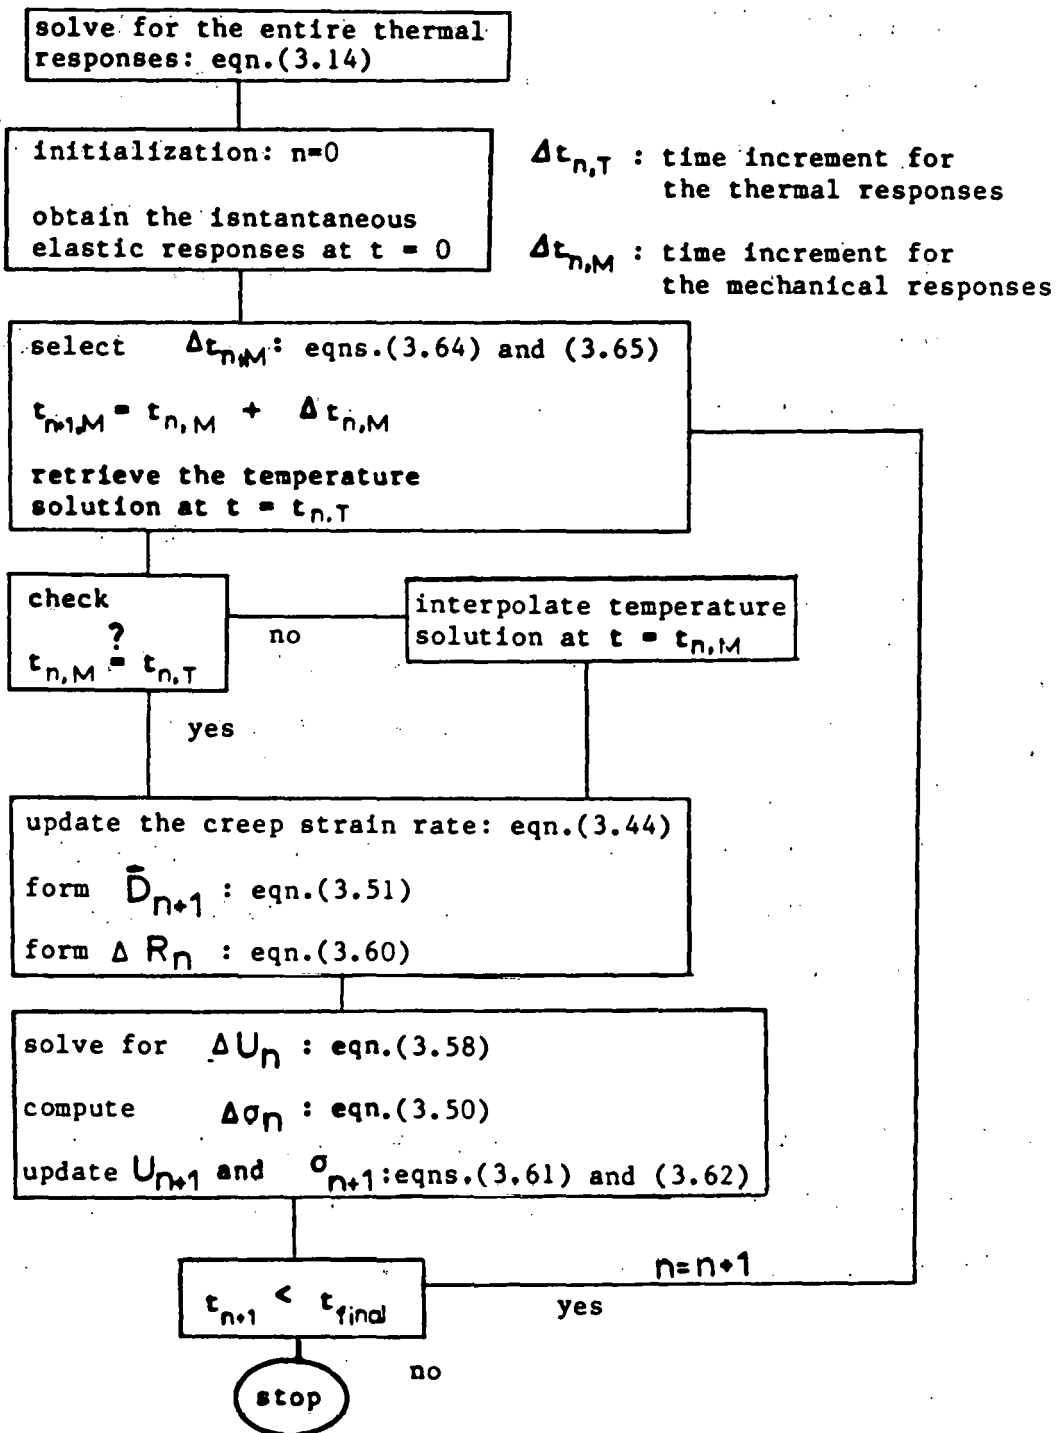 solve for the entire thermal
responses: eqn.(3.14)
initialization: n=0
obtain the isntantaneous
elastic responses at t = 0
Δt_{n,T} : time increment for
the thermal responses
Δt_{n,M} : time increment for
the mechanical responses
select Δt_{n,M}: eqns.(3.64) and (3.65)
t_{n+1,M} = t_{n,M} + Δt_{n,M}
retrieve the temperature
solution at t = t_{n,T}
check
?
t_{n,M} = t_{n,T}
no
interpolate temperature
solution at t = t_{n,M}
yes
update the creep strain rate: eqn.(3.44)
form D̄_{n+1} : eqn.(3.51)
form Δ R_n : eqn.(3.60)
solve for ΔU_n : eqn.(3.58)
compute Δσ_n : eqn.(3.50)
update U_{n+1} and σ_{n+1}:eqns.(3.61) and (3.62)
t_{n+1} < t_{final}
n=n+1
yes
no
stop